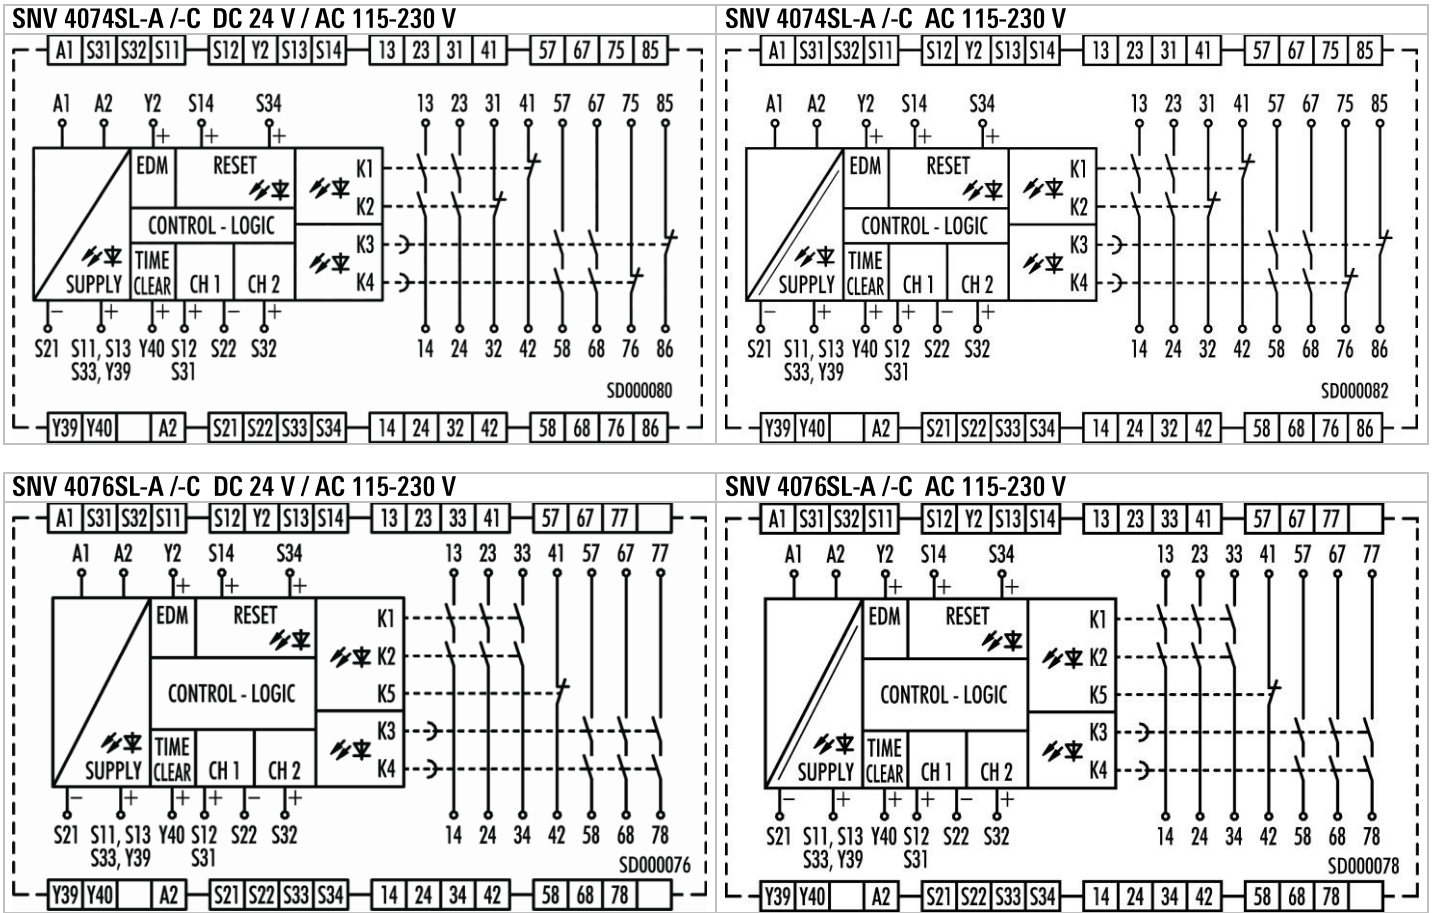 SNV 4074SL-A /-C DC 24 V / AC 115-230 V
A1 S31 S32 S11 S12 Y2 S13 S14 13 23 31 41 57 67 75 85
A1 A2 Y2 S14 S34 13 23 31 41 57 67 75 85
+ + +
EDM RESET K1
K2
CONTROL - LOGIC
K3
TIME
SUPPLY CLEAR CH 1 CH 2 K4
− + + + − +
S21 S11, S13 Y40 S12 S22 S32 14 24 32 42 58 68 76 86
S33, Y39 S31
SD000080
Y39 Y40 A2 S21 S22 S33 S34 14 24 32 42 58 68 76 86
SNV 4074SL-A /-C AC 115-230 V
A1 S31 S32 S11 S12 Y2 S13 S14 13 23 31 41 57 67 75 85
A1 A2 Y2 S14 S34 13 23 31 41 57 67 75 85
+ + +
EDM RESET K1
K2
CONTROL - LOGIC
K3
TIME
SUPPLY CLEAR CH 1 CH 2 K4
− + + + − +
S21 S11, S13 Y40 S12 S22 S32 14 24 32 42 58 68 76 86
S33, Y39 S31
SD000082
Y39 Y40 A2 S21 S22 S33 S34 14 24 32 42 58 68 76 86
SNV 4076SL-A /-C DC 24 V / AC 115-230 V
A1 S31 S32 S11 S12 Y2 S13 S14 13 23 33 41 57 67 77
A1 A2 Y2 S14 S34 13 23 33 41 57 67 77
+ + +
EDM RESET K1
K2
CONTROL - LOGIC K5
K3
TIME
SUPPLY CLEAR CH 1 CH 2 K4
− + + + − +
S21 S11, S13 Y40 S12 S22 S32 14 24 34 42 58 68 78
S33, Y39 S31
SD000076
Y39 Y40 A2 S21 S22 S33 S34 14 24 34 42 58 68 78
SNV 4076SL-A /-C AC 115-230 V
A1 S31 S32 S11 S12 Y2 S13 S14 13 23 33 41 57 67 77
A1 A2 Y2 S14 S34 13 23 33 41 57 67 77
+ + +
EDM RESET K1
K2
CONTROL - LOGIC K5
K3
TIME
SUPPLY CLEAR CH 1 CH 2 K4
− + + + − +
S21 S11, S13 Y40 S12 S22 S32 14 24 34 42 58 68 78
S33, Y39 S31
SD000078
Y39 Y40 A2 S21 S22 S33 S34 14 24 34 42 58 68 78